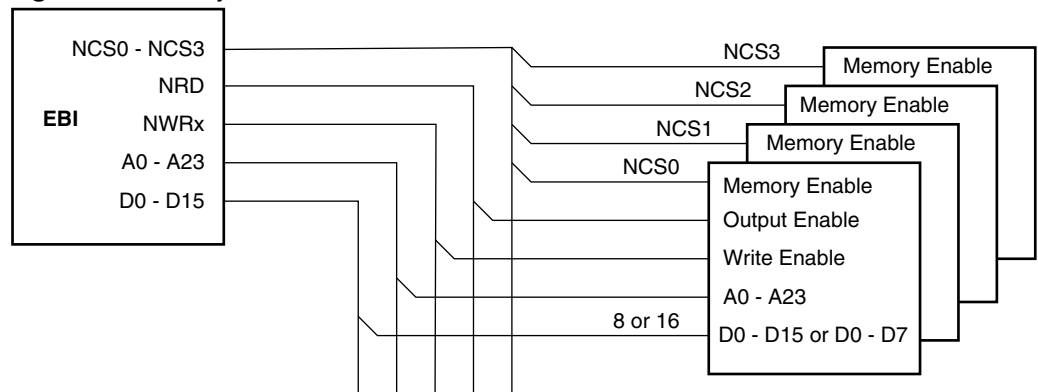 NCS0 - NCS3
NRD
EBI
NWRx
A0 - A23
D0 - D15
NCS3
Memory Enable
NCS2
Memory Enable
NCS1
Memory Enable
NCS0
Memory Enable
Output Enable
Write Enable
A0 - A23
8 or 16
D0 - D15 or D0 - D7